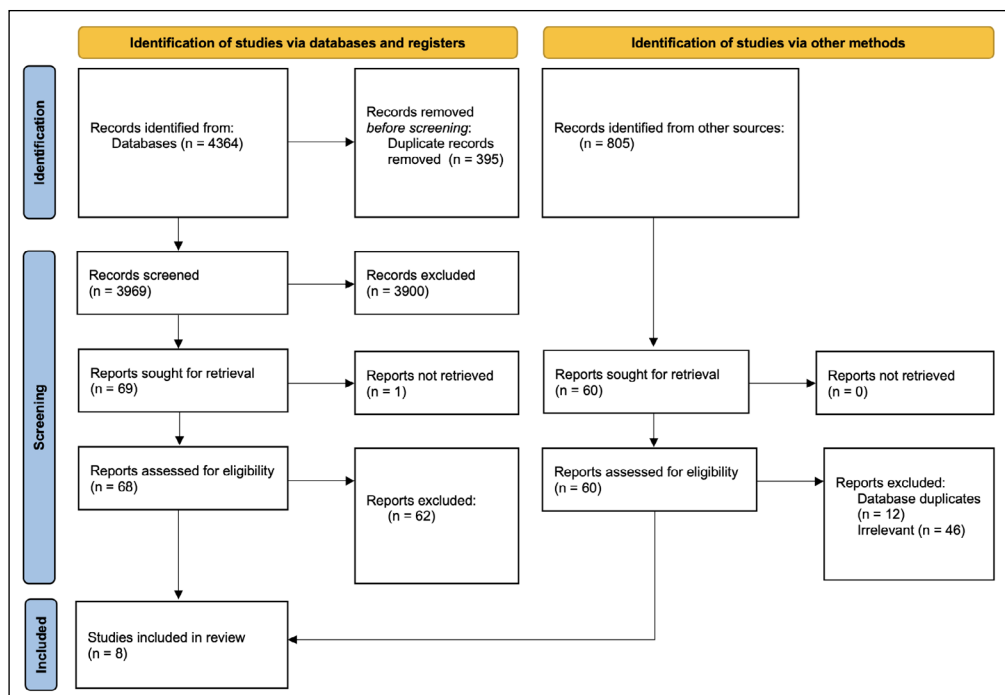 Identification of studies via databases and registers
Identification of studies via other methods
Identification
Records identified from:
Databases (n = 4364)
Records removed
before screening:
Duplicate records
removed (n = 395)
Records identified from other sources:
(n = 805)
Screening
Records screened
(n = 3969)
Records excluded
(n = 3900)
Reports sought for retrieval
(n = 69)
Reports not retrieved
(n = 1)
Reports sought for retrieval
(n = 60)
Reports not retrieved
(n = 0)
Reports assessed for eligibility
(n = 68)
Reports excluded:
(n = 62)
Reports assessed for eligibility
(n = 60)
Reports excluded:
Database duplicates
(n = 12)
Irrelevant (n = 46)
Included
Studies included in review
(n = 8)